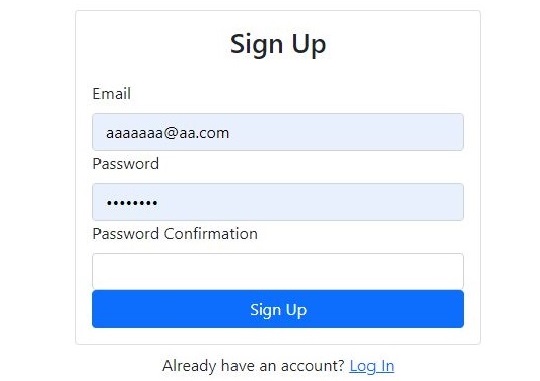 Sign Up
Email
aaaaaaa@aa.com
Password
••••••••
Password Confirmation
Sign Up
Already have an account? Log In